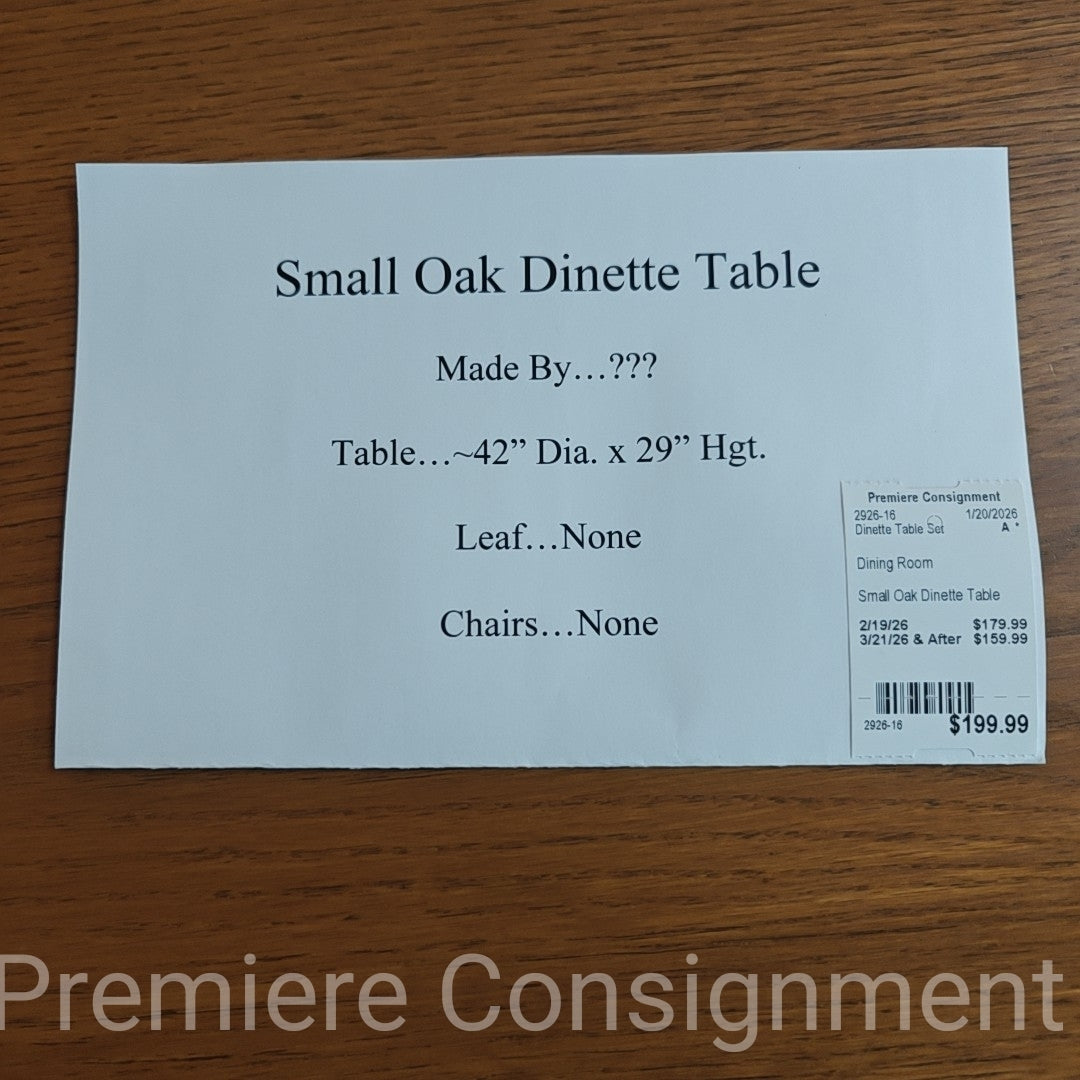 Small Oak Dinette Table
Made By…???
Table…~42” Dia. x 29” Hgt.
Leaf…None
Chairs…None
Premiere Consignment
2926-16 1/20/2026
Dinette Table Set A *
Dining Room
Small Oak Dinette Table
2/19/26 $179.99
3/21/26 & After $159.99
2926-16 $199.99
Premiere Consignment